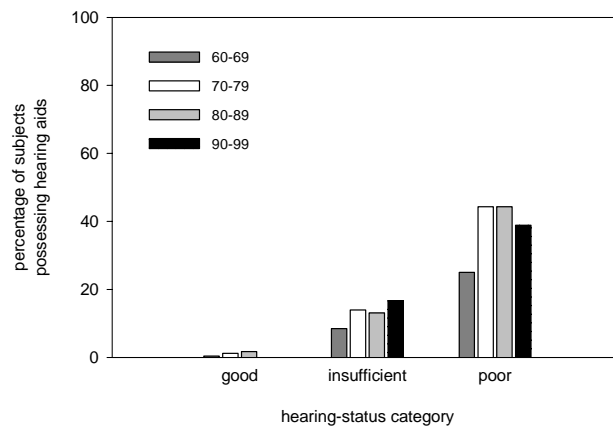 100
80
60
40
20
0
percentage of subjects
possessing hearing aids
60-69
70-79
80-89
90-99
good insufficient poor
hearing-status category